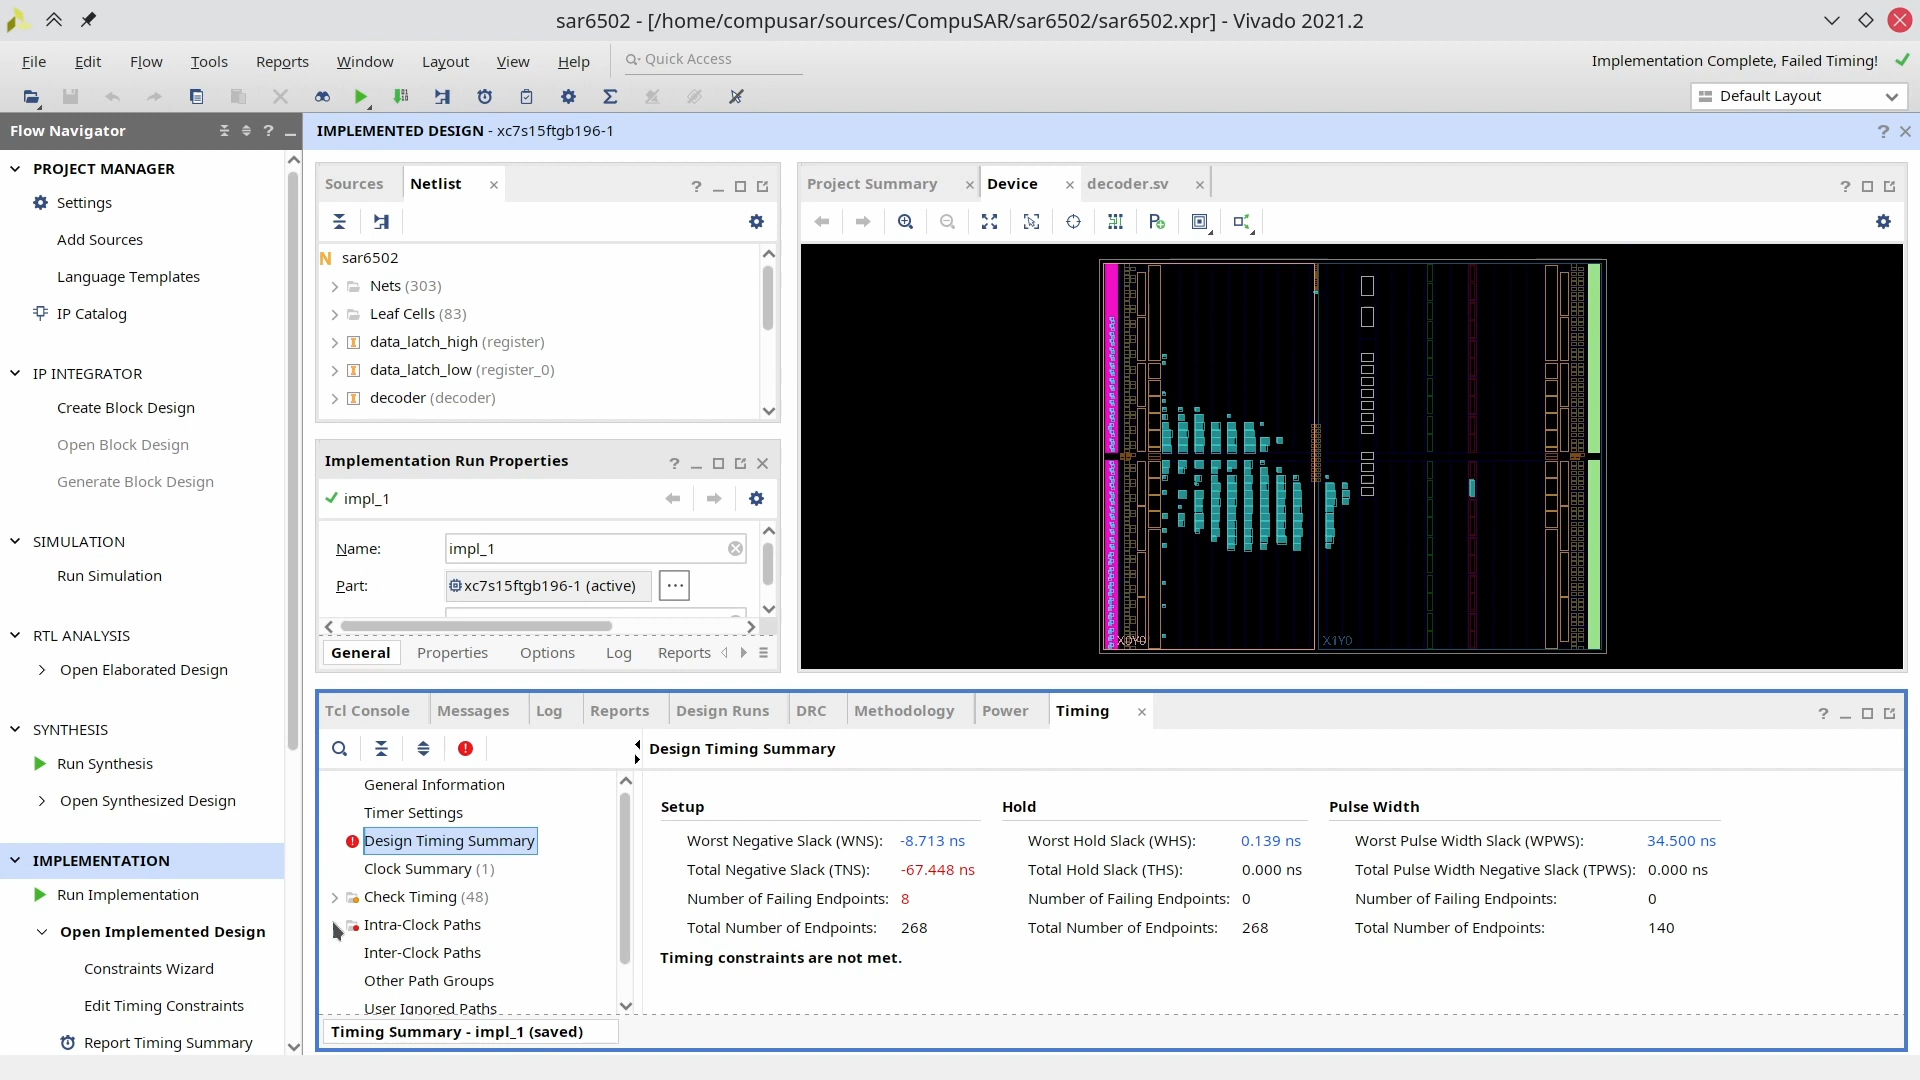 sar6502 - [/home/compusar/sources/CompuSAR/sar6502/sar6502.xpr] - Vivado 2021.2
File Edit Flow Tools Reports Window Layout View Help Quick Access
Implementation Complete, Failed Timing!
Default Layout
Flow Navigator
IMPLEMENTED DESIGN - xc7s15ftgb196-1
PROJECT MANAGER
Settings
Add Sources
Language Templates
IP Catalog
IP INTEGRATOR
Create Block Design
Open Block Design
Generate Block Design
SIMULATION
Run Simulation
RTL ANALYSIS
Open Elaborated Design
SYNTHESIS
Run Synthesis
Open Synthesized Design
IMPLEMENTATION
Run Implementation
Open Implemented Design
Constraints Wizard
Edit Timing Constraints
Report Timing Summary
Sources Netlist
sar6502
Nets (303)
Leaf Cells (83)
data_latch_high (register)
data_latch_low (register_0)
decoder (decoder)
Implementation Run Properties
impl_1
Name: impl_1
Part: xc7s15ftgb196-1 (active)
General Properties Options Log Reports
Project Summary Device decoder.sv
X0Y0 X1Y0
Tcl Console Messages Log Reports Design Runs DRC Methodology Power Timing
General Information
Timer Settings
Design Timing Summary
Clock Summary (1)
Check Timing (48)
Intra-Clock Paths
Inter-Clock Paths
Other Path Groups
User Ignored Paths
Design Timing Summary
Setup Hold Pulse Width
Worst Negative Slack (WNS): -8.713 ns Worst Hold Slack (WHS): 0.139 ns Worst Pulse Width Slack (WPWS): 34.500 ns
Total Negative Slack (TNS): -67.448 ns Total Hold Slack (THS): 0.000 ns Total Pulse Width Negative Slack (TPWS): 0.000 ns
Number of Failing Endpoints: 8 Number of Failing Endpoints: 0 Number of Failing Endpoints: 0
Total Number of Endpoints: 268 Total Number of Endpoints: 268 Total Number of Endpoints: 140
Timing constraints are not met.
Timing Summary - impl_1 (saved)